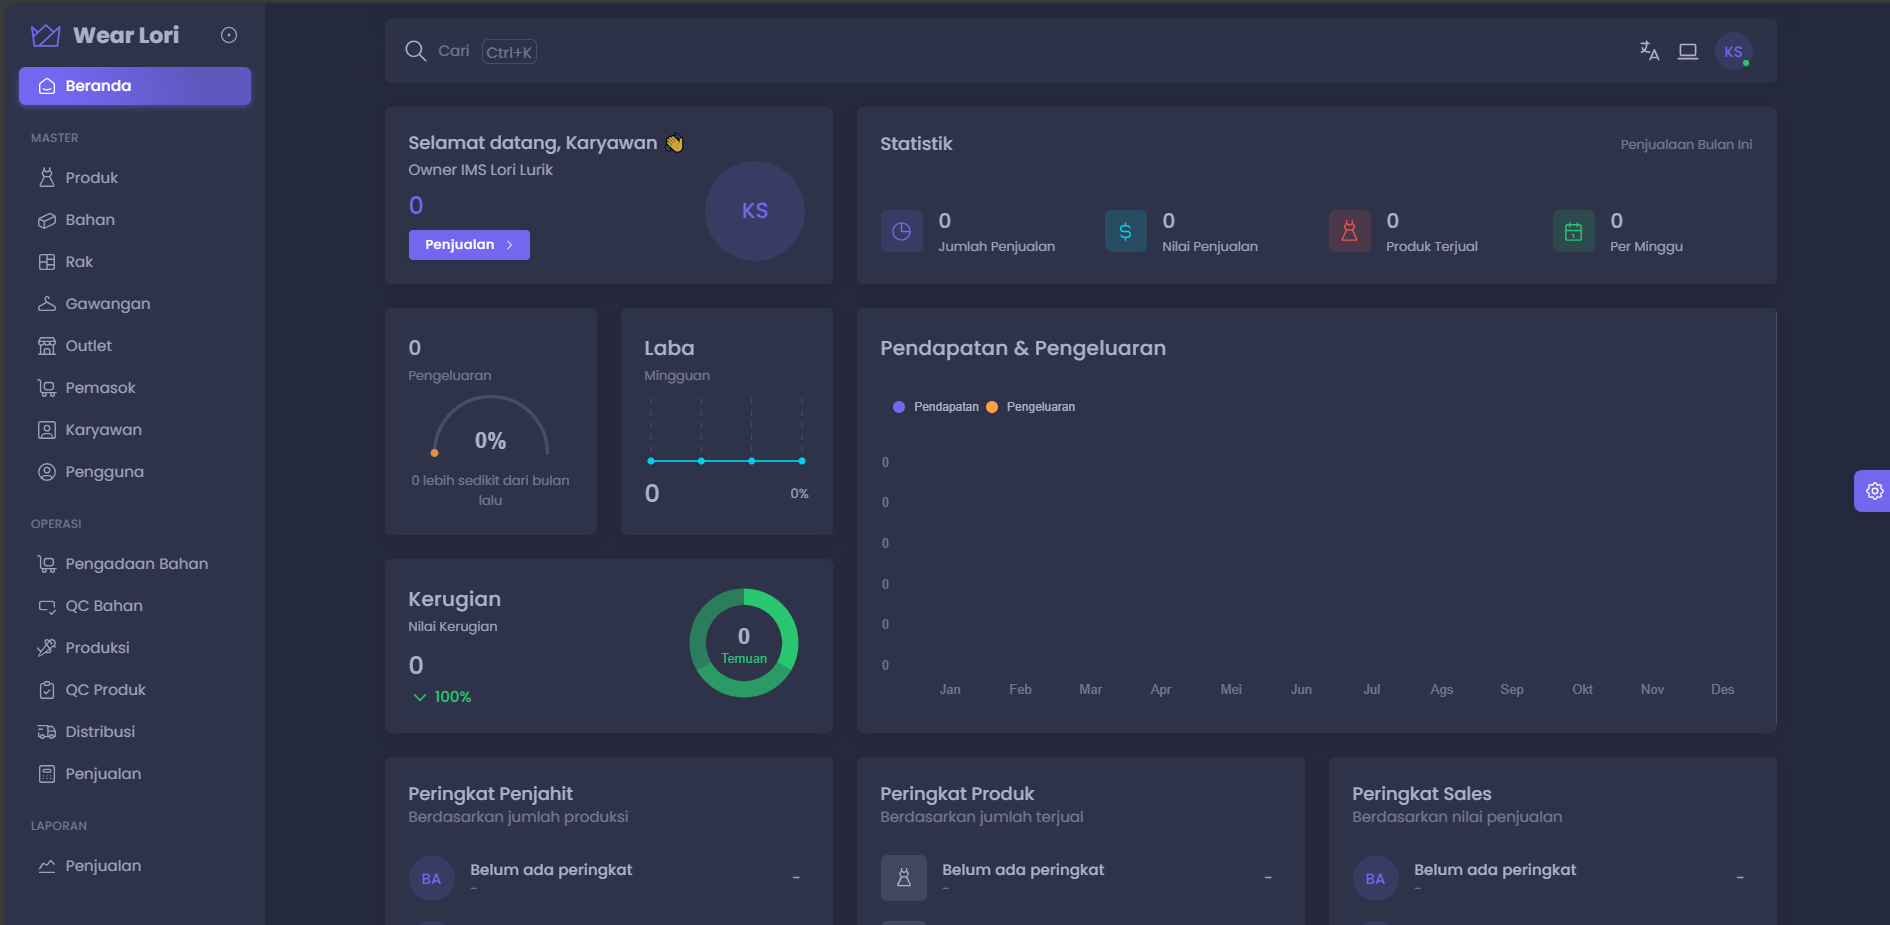 Wear Lori
Beranda
MASTER
Produk
Bahan
Rak
Gawangan
Outlet
Pemasok
Karyawan
Pengguna
OPERASI
Pengadaan Bahan
QC Bahan
Produksi
QC Produk
Distribusi
Penjualan
LAPORAN
Penjualan
Cari Ctrl+K
KS
Selamat datang, Karyawan 👋
Owner IMS Lori Lurik
0
Penjualan
KS
Statistik
Penjualaan Bulan Ini
0
Jumlah Penjualan
0
Nilai Penjualan
0
Produk Terjual
0
Per Minggu
0
Pengeluaran
0%
0 lebih sedikit dari bulan
lalu
Laba
Mingguan
0
0%
Kerugian
Nilai Kerugian
0
100%
0
Temuan
Pendapatan & Pengeluaran
Pendapatan Pengeluaran
0
0
0
0
0
0
Jan Feb Mar Apr Mei Jun Jul Ags Sep Okt Nov Des
Peringkat Penjahit
Berdasarkan jumlah produksi
BA
Belum ada peringkat
-
-
Peringkat Produk
Berdasarkan jumlah terjual
Belum ada peringkat
-
-
Peringkat Sales
Berdasarkan nilai penjualan
BA
Belum ada peringkat
-
-